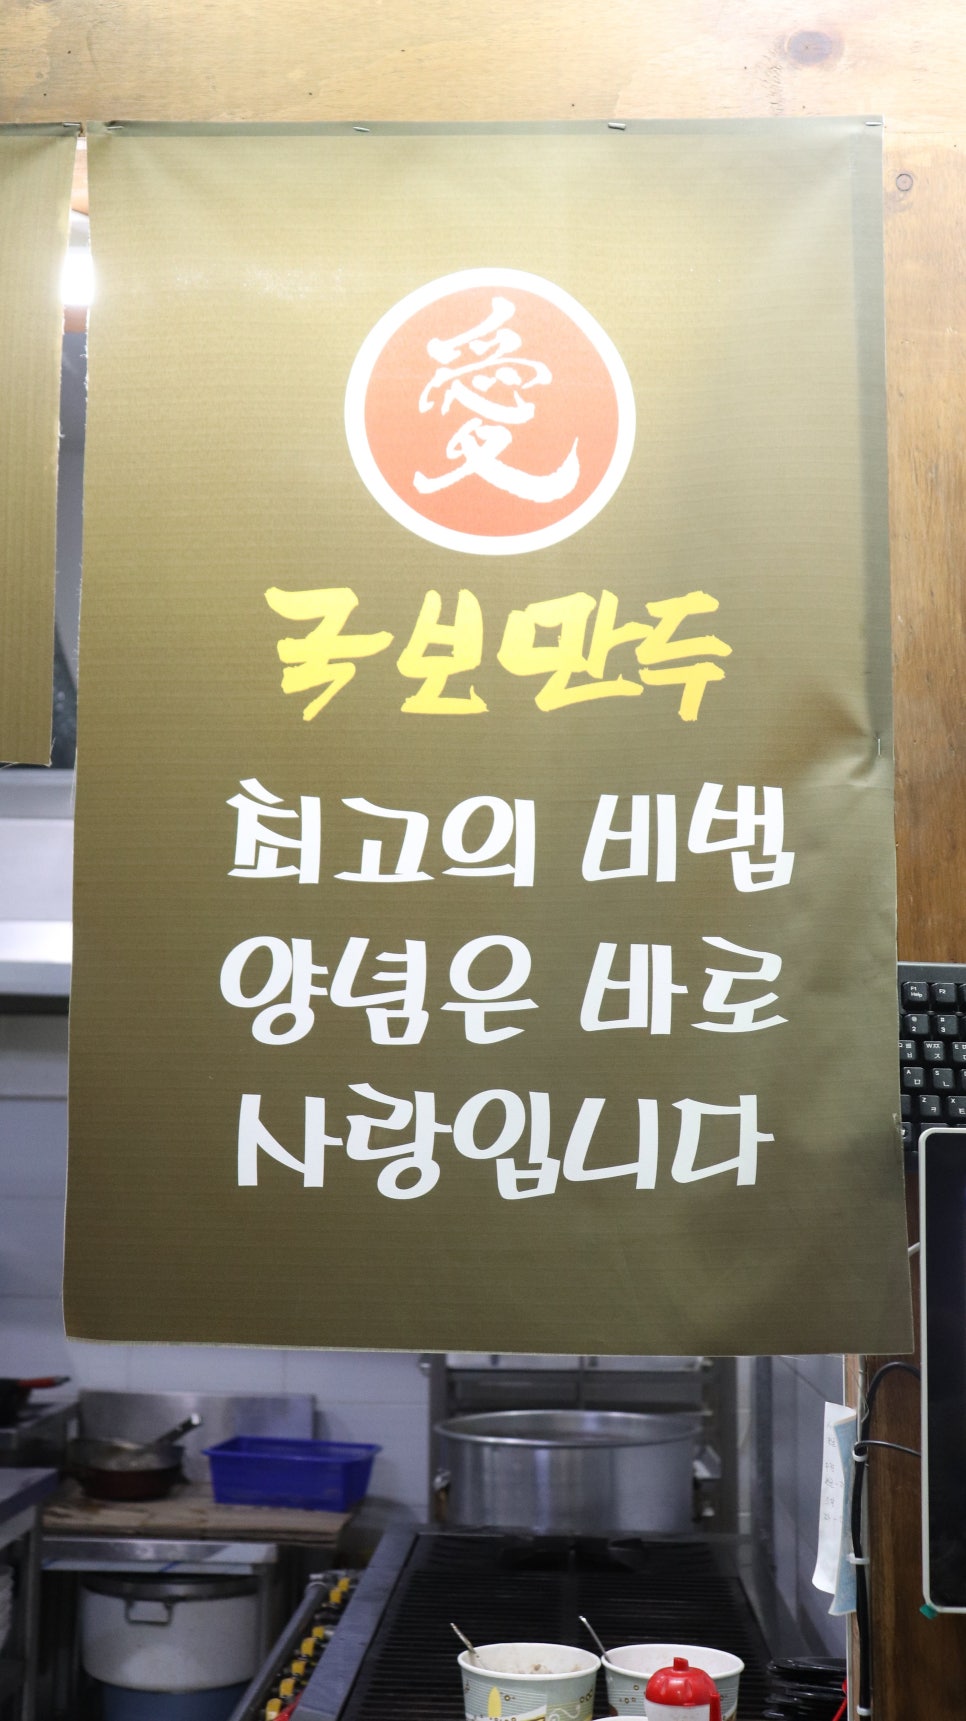 愛
국보만두
최고의 비법
양념은 바로
사랑입니다